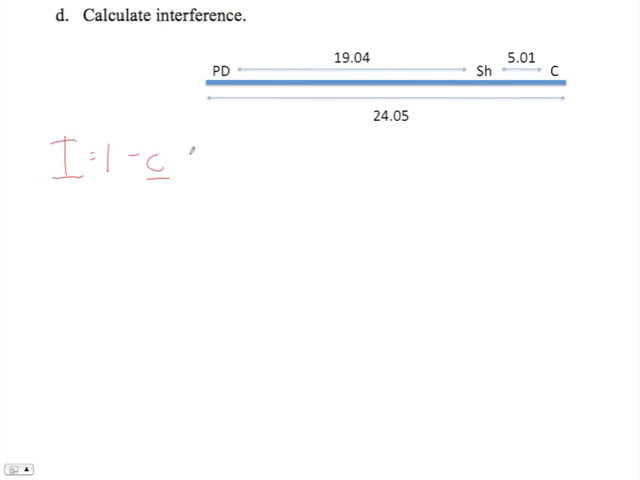 d. Calculate interference.
19.04 5.01
PD Sh C
24.05
I = 1 - c